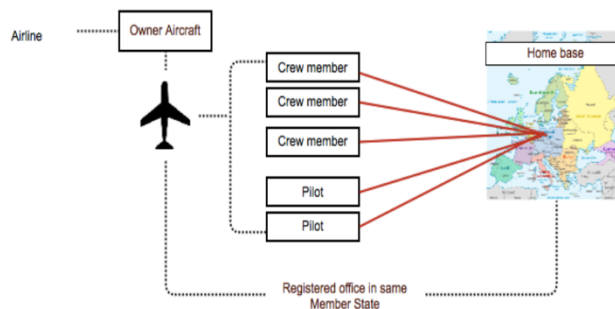 Airline
Owner Aircraft
Home base
Crew member
Crew member
Crew member
Pilot
Pilot
Registered office in same
Member State